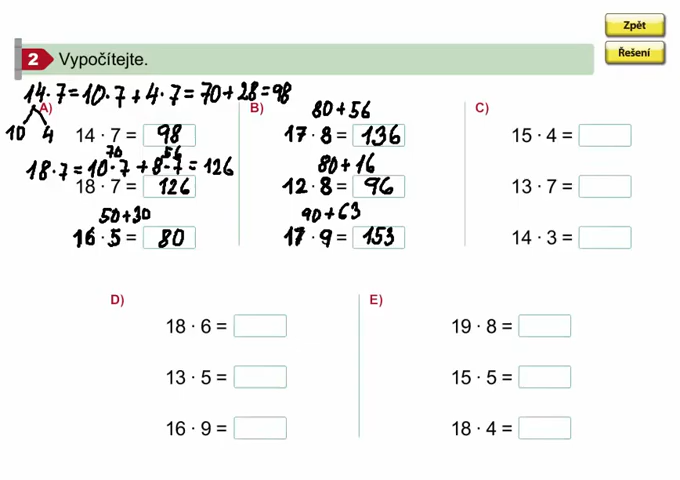 Zpět
2 Vypočítejte.
Řešení
14·7=10·7+4·7=70+28=98
A)
10 4
14 · 7 = 98
70 56
18·7=10·7+8·7=126
18 · 7 = 126
50+30
16 · 5 = 80
B)
80+56
17 · 8 = 136
80+16
12 · 8 = 96
90+63
17 · 9 = 153
C)
15 · 4 =
13 · 7 =
14 · 3 =
D)
18 · 6 =
13 · 5 =
16 · 9 =
E)
19 · 8 =
15 · 5 =
18 · 4 =